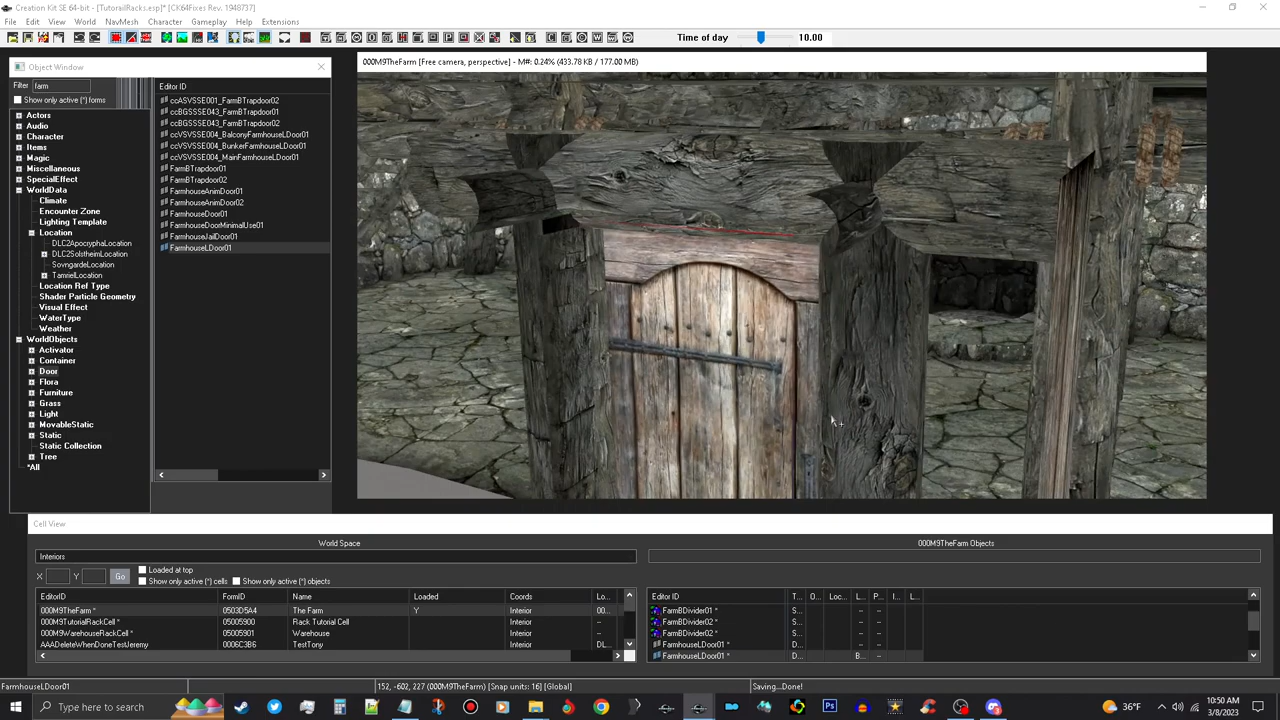 Creation Kit SE 64-bit - [TutorailRacks.esp]* [CK64Fixes Rev. 1948737]
File Edit View World NavMesh Character Gameplay Help Extensions
Time of day 10.00
Object Window
Filter farm
Show only active (*) forms
Actors
Audio
Character
Items
Magic
Miscellaneous
SpecialEffect
WorldData
Climate
Encounter Zone
Lighting Template
Location
DLC2ApocryphaLocation
DLC2SolstheimLocation
SovngardeLocation
TamrielLocation
Location Ref Type
Shader Particle Geometry
Visual Effect
WaterType
Weather
WorldObjects
Activator
Container
Door
Flora
Furniture
Grass
Light
MovableStatic
Static
Static Collection
Tree
*All
Editor ID
ccASVSSE001_FarmBTrapdoor02
ccBGSSSE043_FarmBTrapdoor01
ccBGSSSE043_FarmBTrapdoor02
ccVSVSSE004_BalconyFarmhouseLDoor01
ccVSVSSE004_BunkerFarmhouseLDoor01
ccVSVSSE004_MainFarmhouseLDoor01
FarmBTrapdoor01
FarmBTrapdoor02
FarmhouseAnimDoor01
FarmhouseAnimDoor02
FarmhouseDoor01
FarmhouseDoorMinimalUse01
FarmhouseJailDoor01
FarmhouseLDoor01
000M9TheFarm [Free camera, perspective] - M#: 0.24% (433.78 KB / 177.00 MB)
Cell View
World Space
Interiors
X Y Go
Loaded at top
Show only active (*) cells Show only active (*) objects
EditorID FormID Name Loaded Coords Lo...
000M9TheFarm * 0503D5A4 The Farm Y Interior 00...
000M9TutorialRackCell * 05005900 Rack Tutorial Cell Interior --
000M9WarehouseRackCell * 05005901 Warehouse Interior --
AAADeleteWhenDoneTestJeremy 0006C3B6 TestTony Interior DL...
000M9TheFarm Objects
Editor ID T... O... Loc... L... P... I... L...
FarmBDivider01 * S... --
FarmBDivider02 * S... --
FarmBDivider02 * S... --
FarmhouseLDoor01 * D... --
FarmhouseLDoor01 * D... B... --
FarmhouseLDoor01 152, -602, 227 (000M9TheFarm) [Snap units: 16] [Global] Saving...Done!
Type here to search
36°F
10:50 AM
3/8/2023